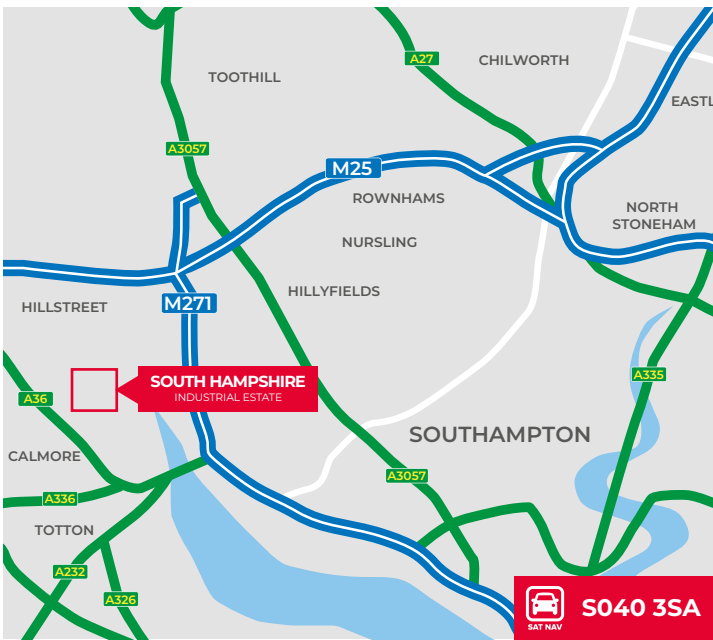 A27
CHILWORTH
TOOTHILL
EASTL
A3057
M25
ROWNHAMS
NORTH
STONEHAM
NURSLING
HILLYFIELDS
M271
HILLSTREET
SOUTH HAMPSHIRE
INDUSTRIAL ESTATE
A335
A36
SOUTHAMPTON
CALMORE
A3057
A336
TOTTON
A232
A326
SAT NAV
S040 3SA